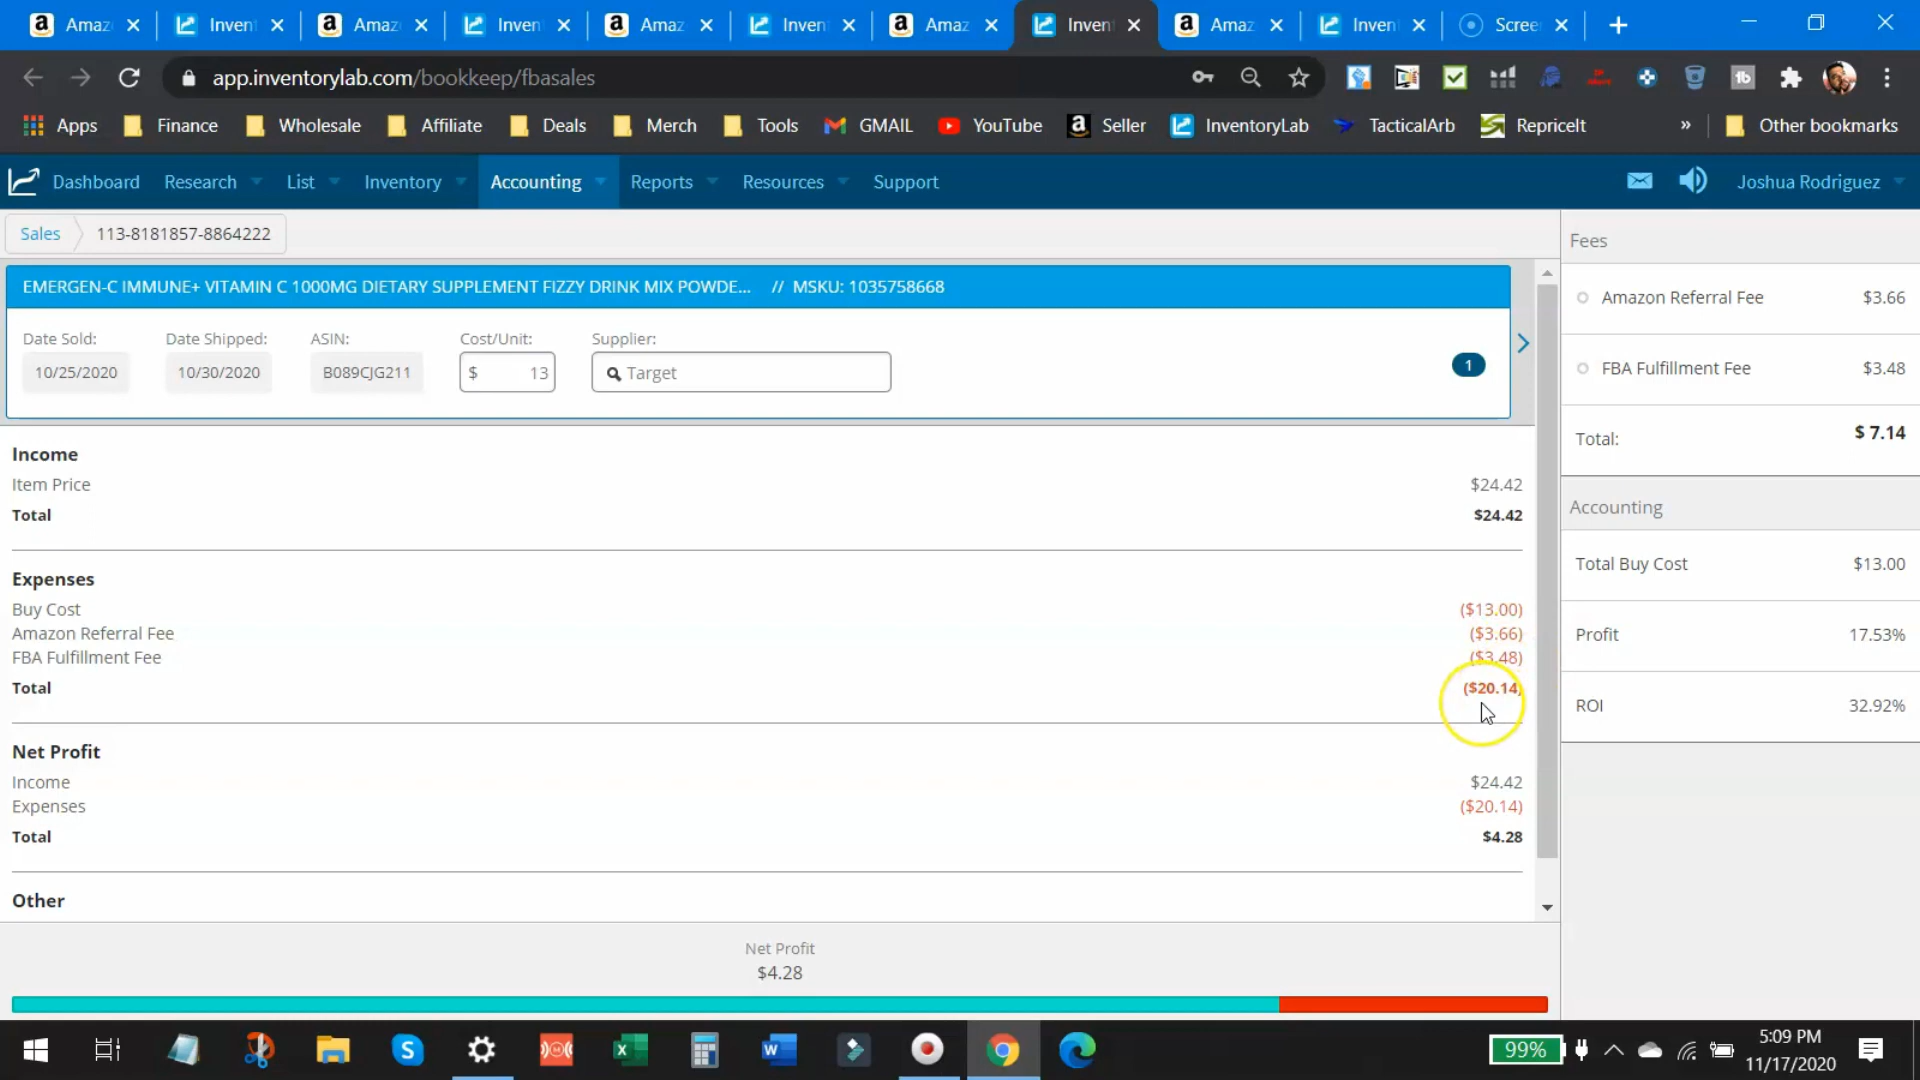 Amaz Inven Amaz Inven Amaz Inven Amaz Inven Amaz Inven Scree
app.inventorylab.com/bookkeep/fbasales
Apps Finance Wholesale Affiliate Deals Merch Tools GMAIL YouTube Seller InventoryLab TacticalArb RepriceIt » Other bookmarks
Dashboard Research List Inventory Accounting Reports Resources Support Joshua Rodriguez
Sales 113-8181857-8864222
EMERGEN-C IMMUNE+ VITAMIN C 1000MG DIETARY SUPPLEMENT FIZZY DRINK MIX POWDE... // MSKU: 1035758668
Date Sold: Date Shipped: ASIN: Cost/Unit: Supplier:
10/25/2020 10/30/2020 B089CJG211 $ 13 Target 1
Income
Item Price $24.42
Total $24.42
Expenses
Buy Cost ($13.00)
Amazon Referral Fee ($3.66)
FBA Fulfillment Fee ($3.48)
Total ($20.14)
Net Profit
Income $24.42
Expenses ($20.14)
Total $4.28
Other
Net Profit
$4.28
Fees
Amazon Referral Fee $3.66
FBA Fulfillment Fee $3.48
Total: $ 7.14
Accounting
Total Buy Cost $13.00
Profit 17.53%
ROI 32.92%
99% 5:09 PM
11/17/2020